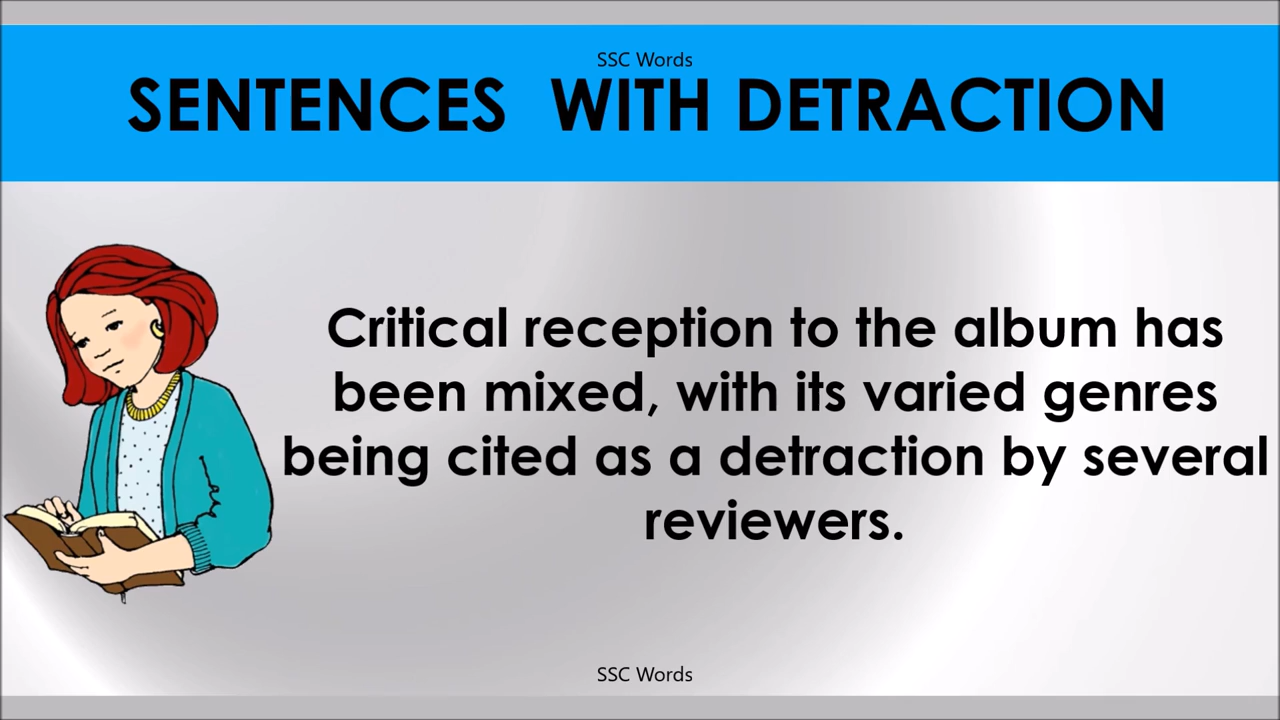 SSC Words
SENTENCES WITH DETRACTION
Critical reception to the album has
been mixed, with its varied genres
being cited as a detraction by several
reviewers.
SSC Words